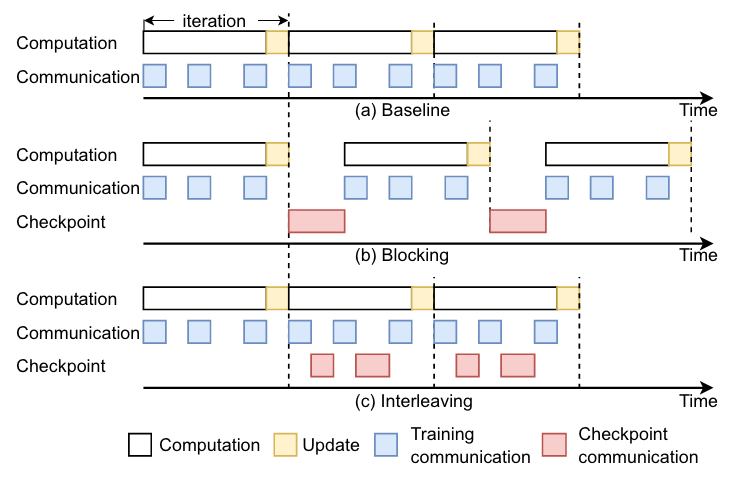 iteration
Computation
Communication
(a) Baseline
Time
Computation
Communication
Checkpoint
(b) Blocking
Time
Computation
Communication
Checkpoint
(c) Interleaving
Time
Computation
Update
Training
communication
Checkpoint
communication